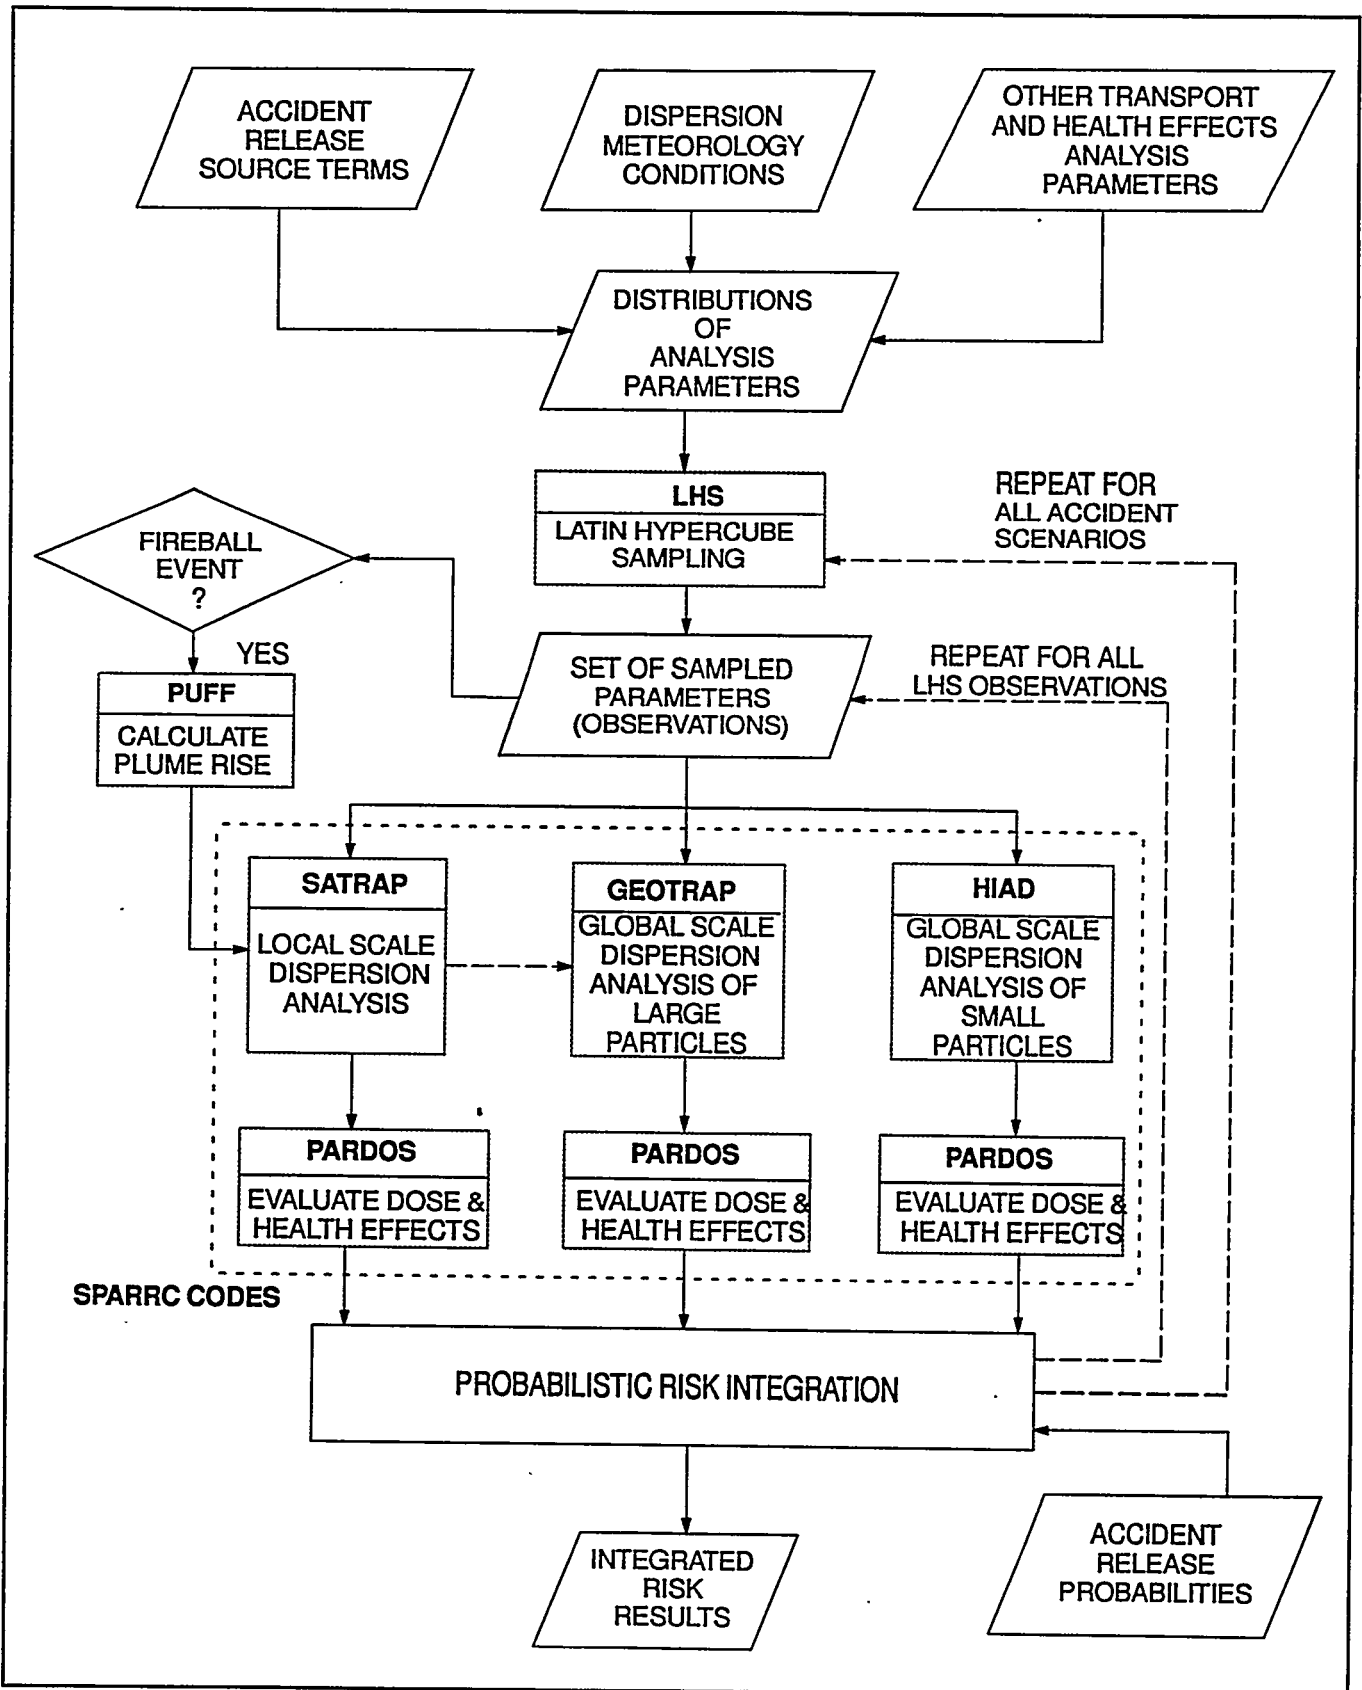 ACCIDENT
RELEASE
SOURCE TERMS
DISPERSION
METEOROLOGY
CONDITIONS
OTHER TRANSPORT
AND HEALTH EFFECTS
ANALYSIS
PARAMETERS
DISTRIBUTIONS
OF
ANALYSIS
PARAMETERS
LHS
LATIN HYPERCUBE
SAMPLING
REPEAT FOR
ALL ACCIDENT
SCENARIOS
FIREBALL
EVENT
?
YES
PUFF
CALCULATE
PLUME RISE
SET OF SAMPLED
PARAMETERS
(OBSERVATIONS)
REPEAT FOR ALL
LHS OBSERVATIONS
SATRAP
LOCAL SCALE
DISPERSION
ANALYSIS
GEOTRAP
GLOBAL SCALE
DISPERSION
ANALYSIS OF
LARGE
PARTICLES
HIAD
GLOBAL SCALE
DISPERSION
ANALYSIS OF
SMALL
PARTICLES
PARDOS
EVALUATE DOSE &
HEALTH EFFECTS
PARDOS
EVALUATE DOSE &
HEALTH EFFECTS
PARDOS
EVALUATE DOSE &
HEALTH EFFECTS
SPARRC CODES
PROBABILISTIC RISK INTEGRATION
INTEGRATED
RISK
RESULTS
ACCIDENT
RELEASE
PROBABILITIES